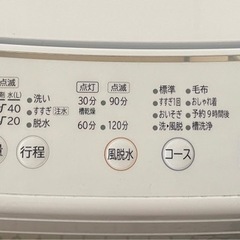 点滅
水(L)
40
20
洗い
すすぎ 注水
脱水
点灯 点滅
30分 90分
槽乾燥
60分 120分
標準 毛布
すすぎ1回 おしゃれ着
おいそぎ 予約9時間後
洗・風脱水 槽洗浄
行程
風脱水
コース